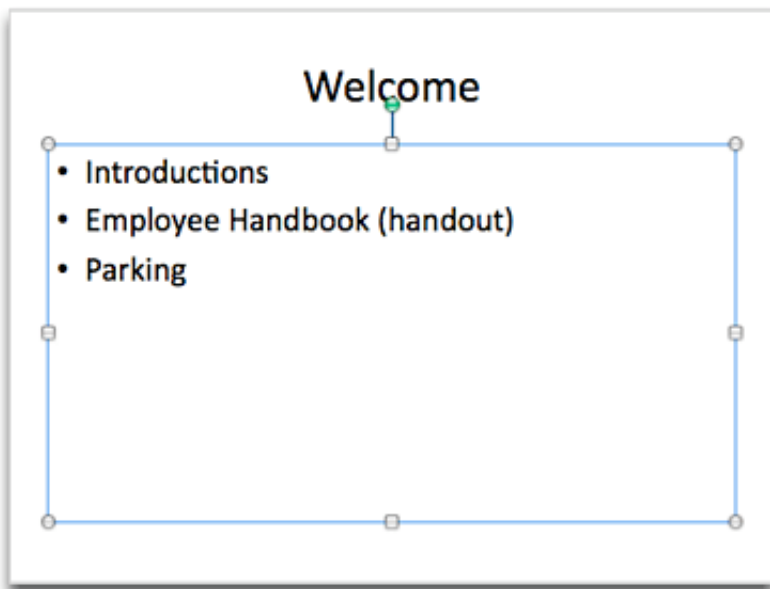 Welcome
• Introductions
• Employee Handbook (handout)
• Parking